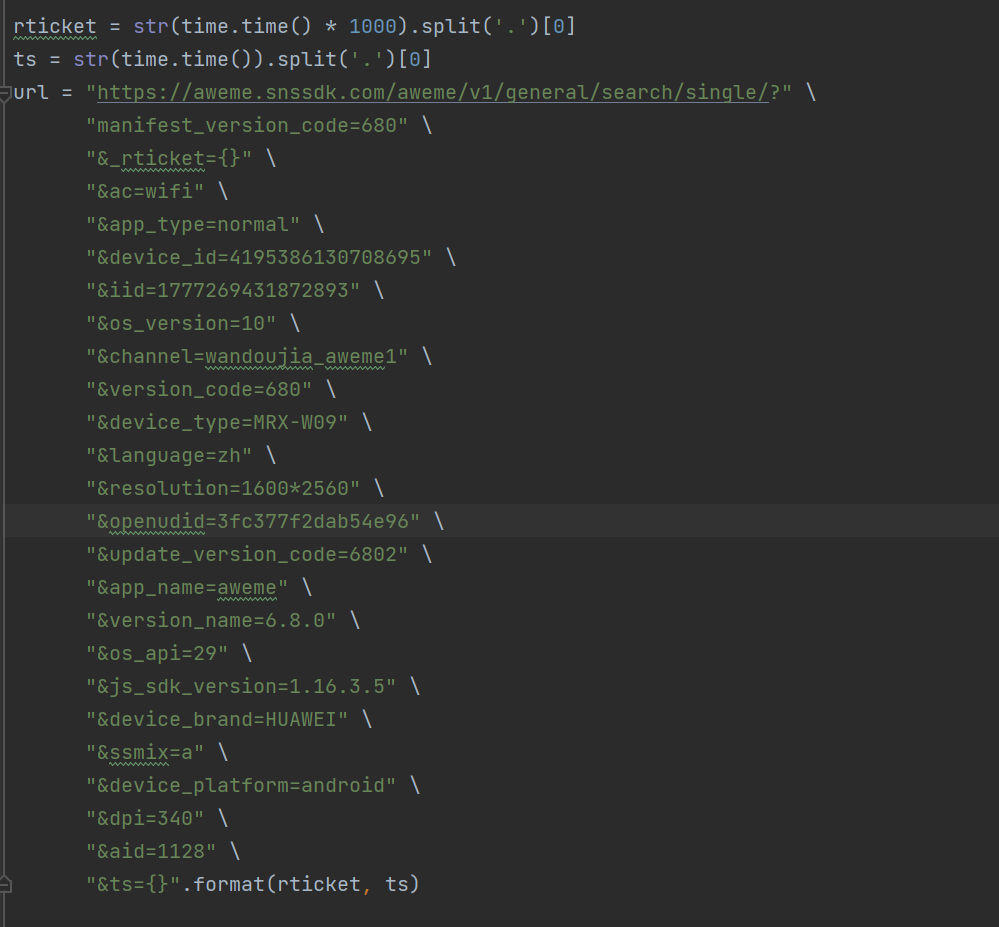 rticket = str(time.time() * 1000).split('.')[0]
ts = str(time.time()).split('.')[0]
url = "https://aweme.snssdk.com/aweme/v1/general/search/single/?" \
"manifest_version_code=680" \
"&_rticket={}" \
"&ac=wifi" \
"&app_type=normal" \
"&device_id=4195386130708695" \
"&iid=1777269431872893" \
"&os_version=10" \
"&channel=wandoujia_aweme1" \
"&version_code=680" \
"&device_type=MRX-W09" \
"&language=zh" \
"&resolution=1600*2560" \
"&openudid=3fc377f2dab54e96" \
"&update_version_code=6802" \
"&app_name=aweme" \
"&version_name=6.8.0" \
"&os_api=29" \
"&js_sdk_version=1.16.3.5" \
"&device_brand=HUAWEI" \
"&ssmix=a" \
"&device_platform=android" \
"&dpi=340" \
"&aid=1128" \
"&ts={}".format(rticket, ts)